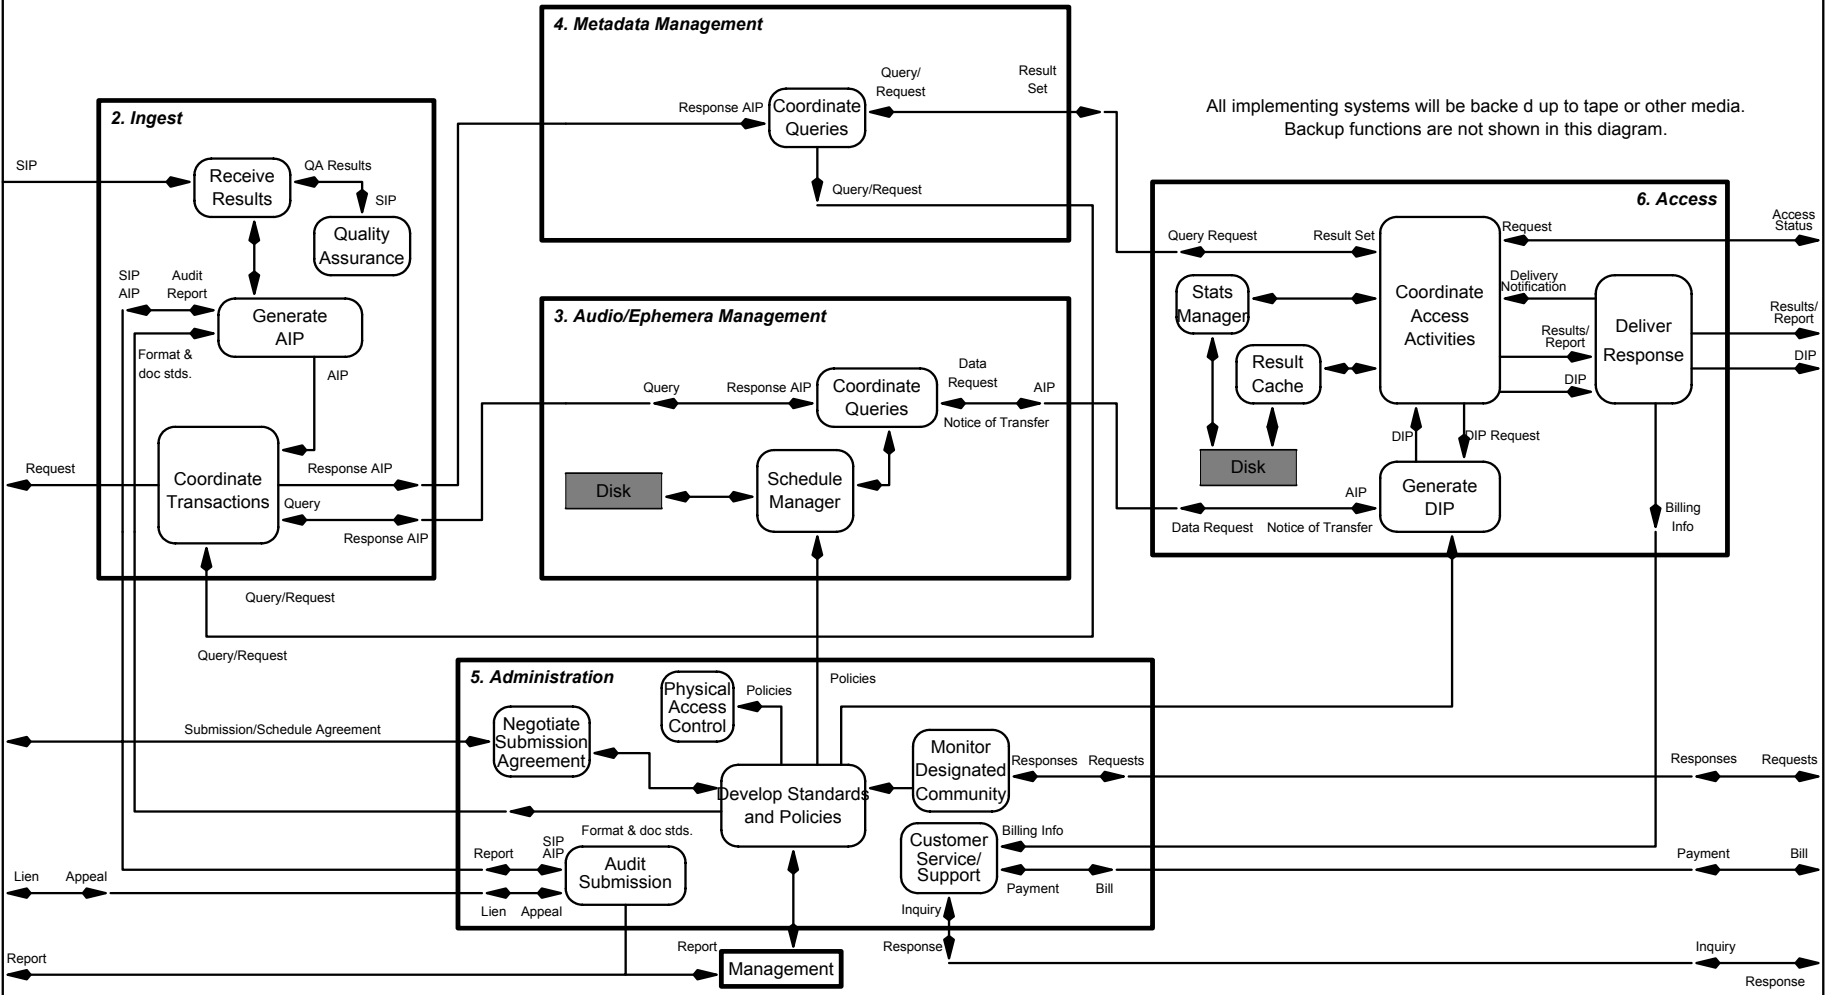 4. Metadata Management
Query/
Request
Result
Set
Response AIP
Coordinate
Queries
Query/Request
All implementing systems will be backe d up to tape or other media.
Backup functions are not shown in this diagram.
2. Ingest
SIP
Receive
Results
QA Results
SIP
Quality
Assurance
SIP
AIP
Audit
Report
Generate
AIP
Format &
doc stds.
AIP
Request
Coordinate
Transactions
Response AIP
Query
Response AIP
Query/Request
Query/Request
3. Audio/Ephemera Management
Query
Response AIP
Coordinate
Queries
Data
Request
AIP
Notice of Transfer
Disk
Schedule
Manager
6. Access
Query Request
Result Set
Request
Access
Status
Stats
Manager
Coordinate
Access
Activities
Delivery
Notification
Deliver
Response
Results/
Report
Results/
Report
DIP
DIP
Result
Cache
Disk
DIP
DIP Request
Generate
DIP
AIP
Data Request
Notice of Transfer
Billing
Info
5. Administration
Physical
Access
Control
Policies
Policies
Submission/Schedule Agreement
Negotiate
Submission
Agreement
Monitor
Designated
Community
Responses
Requests
Responses
Requests
Develop Standards
and Policies
Format & doc stds.
Customer
Service/
Support
Billing Info
Payment
Bill
Payment
Bill
Report
SIP
AIP
Audit
Submission
Lien
Appeal
Lien
Appeal
Inquiry
Response
Report
Report
Management
Inquiry
Response